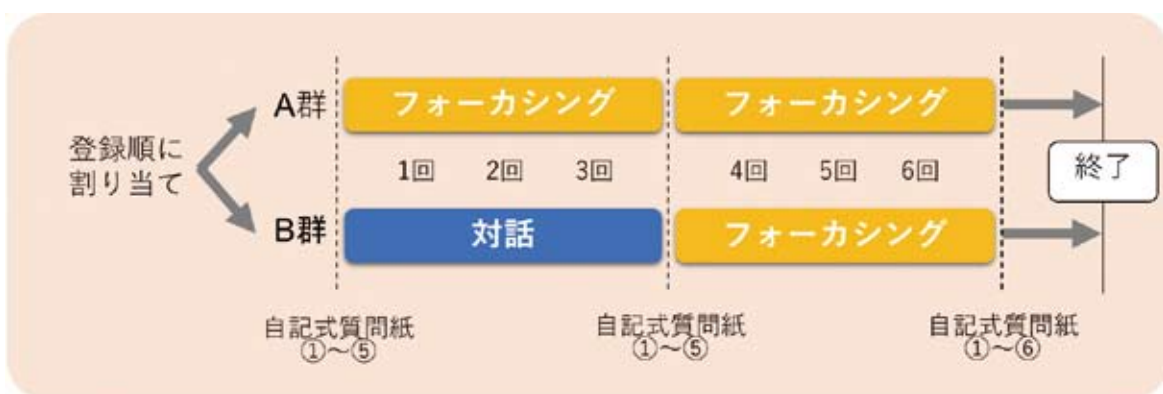 A群
フォーカシング
フォーカシング
登録順に
割り当て
1回 2回 3回
4回 5回 6回
終了
B群
対話
フォーカシング
自記式質問紙
①～⑤
自記式質問紙
①～⑤
自記式質問紙
①～⑥